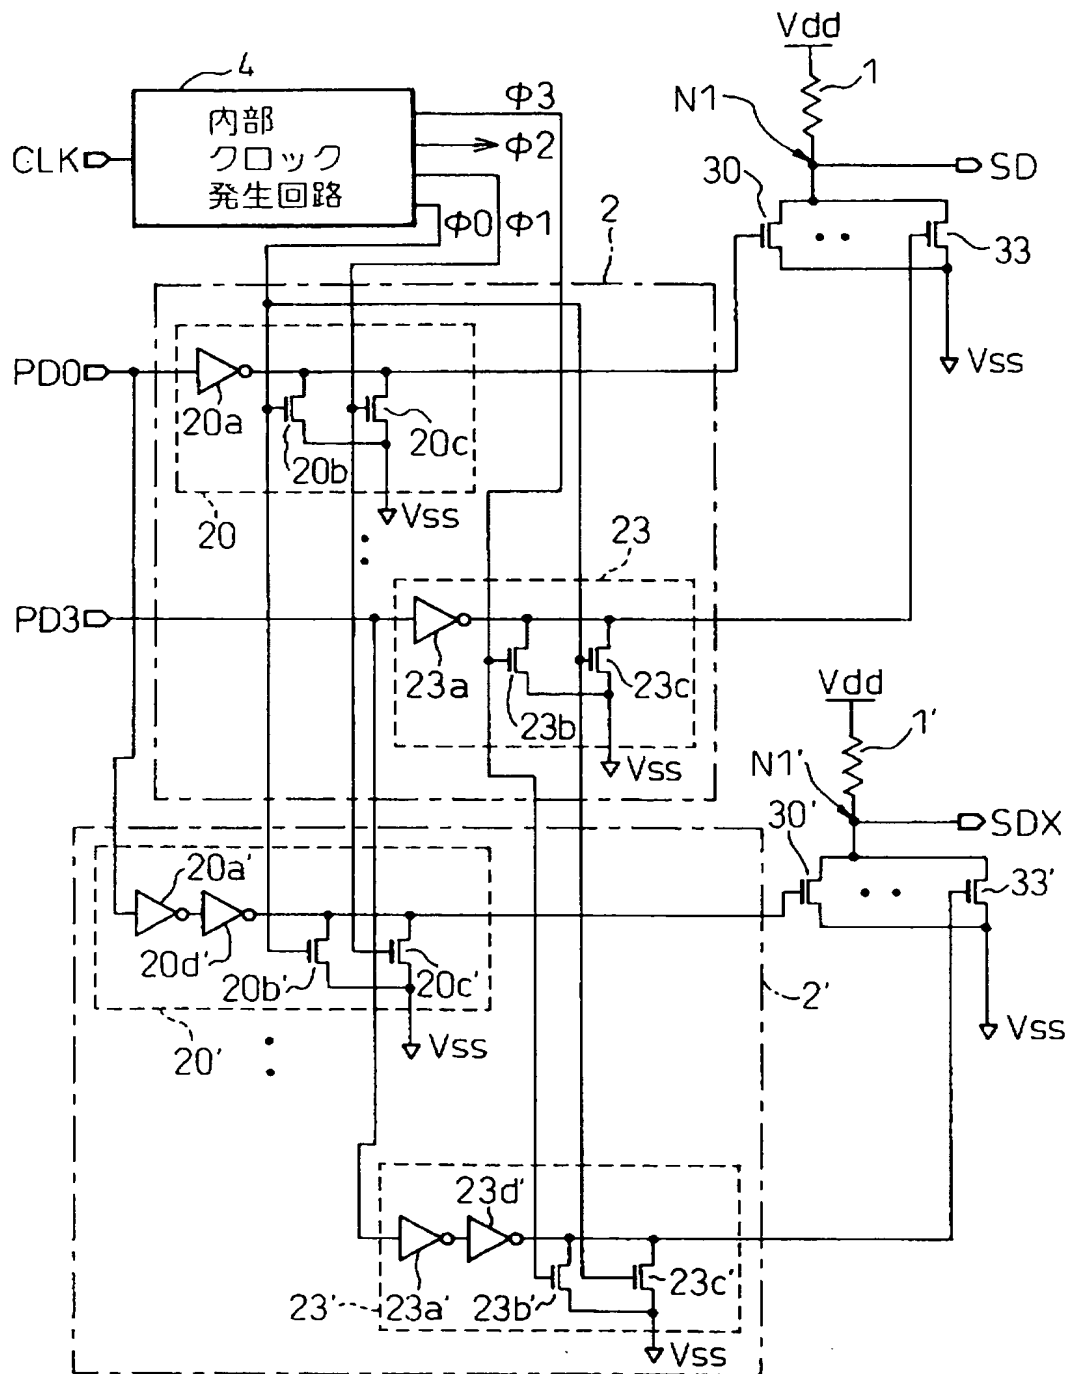 Vdd
4
1
内部
クロック
発生回路
CLK
Φ3
Φ2
Φ0
Φ1
N1
SD
30
33
Vss
2
PD0
20a
20b
20c
20
Vss
PD3
23
23a
23b
23c
Vss
Vdd
1'
N1'
SDX
30'
33'
Vss
20a'
20d'
20b'
20c'
20'
Vss
2'
23d'
23'
23a'
23b'
23c'
Vss